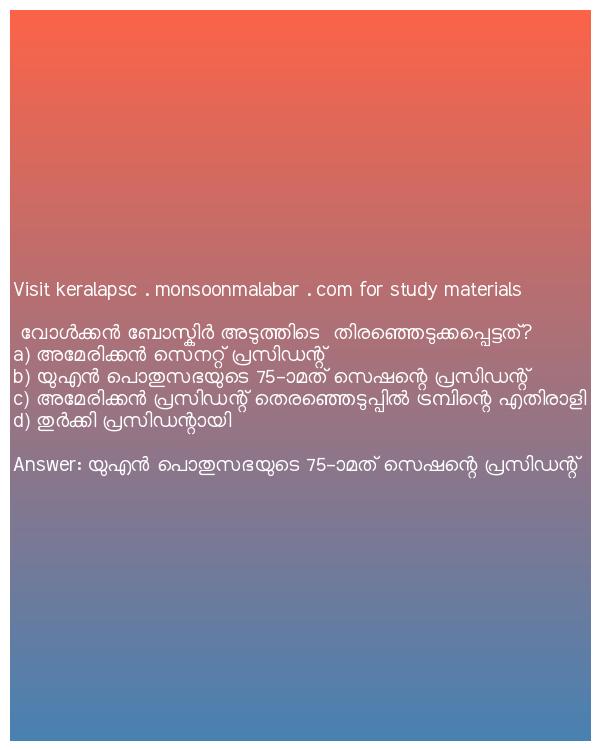 Visit keralapsc . monsoonmalabar . com for study materials
വോൾക്കൻ ബോസ്കിർ അടുത്തിടെ തിരഞ്ഞെടുക്കപ്പെട്ടത്?
a) അമേരിക്കൻ സെനറ്റ് പ്രസിഡന്റ്
b) യുഎൻ പൊതുസഭയുടെ 75-ാമത് സെഷന്റെ പ്രസിഡന്റ്
c) അമേരിക്കൻ പ്രസിഡന്റ് തെരഞ്ഞെടുപ്പിൽ ട്രമ്പിന്റെ എതിരാളി
d) തുർക്കി പ്രസിഡന്റായി
Answer: യുഎൻ പൊതുസഭയുടെ 75-ാമത് സെഷന്റെ പ്രസിഡന്റ്